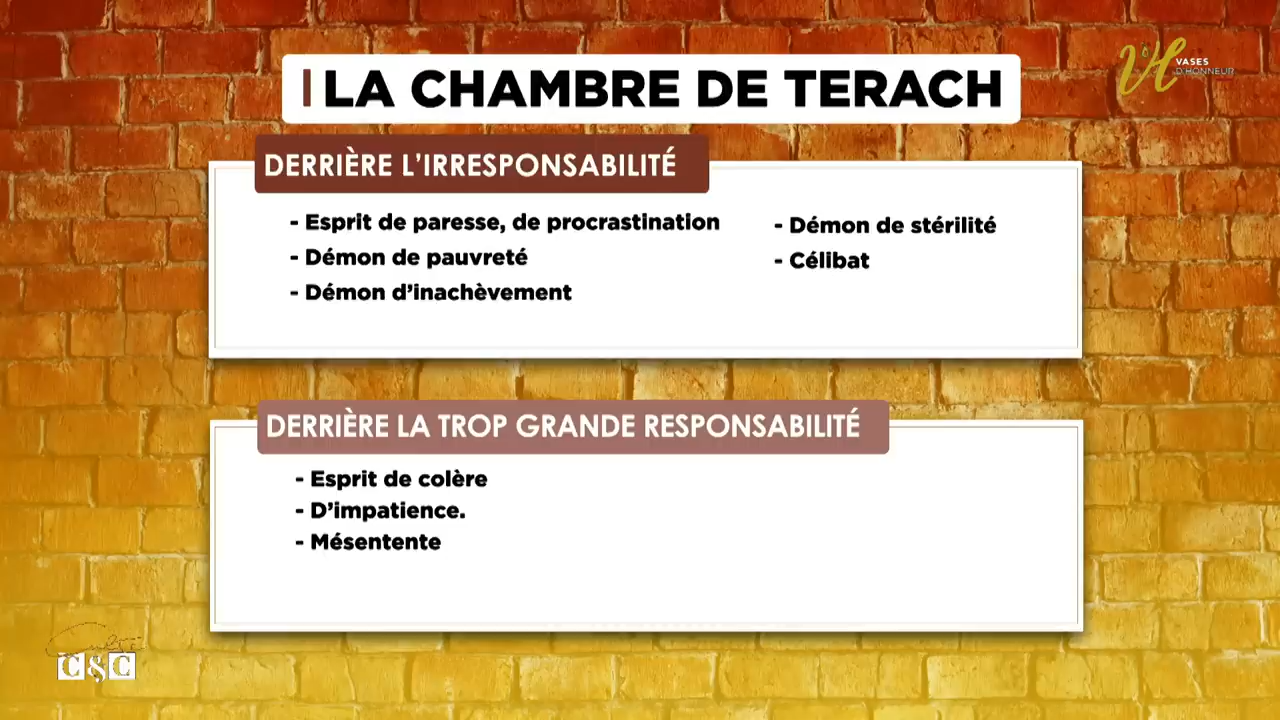 LA CHAMBRE DE TERACH
VASES
D'HONNEUR
DERRIÈRE L'IRRESPONSABILITÉ
- Esprit de paresse, de procrastination
- Démon de pauvreté
- Démon d'inachèvement
- Démon de stérilité
- Célibat
DERRIÈRE LA TROP GRANDE RESPONSABILITÉ
- Esprit de colère
- D'impatience.
- Mésentente
C&C